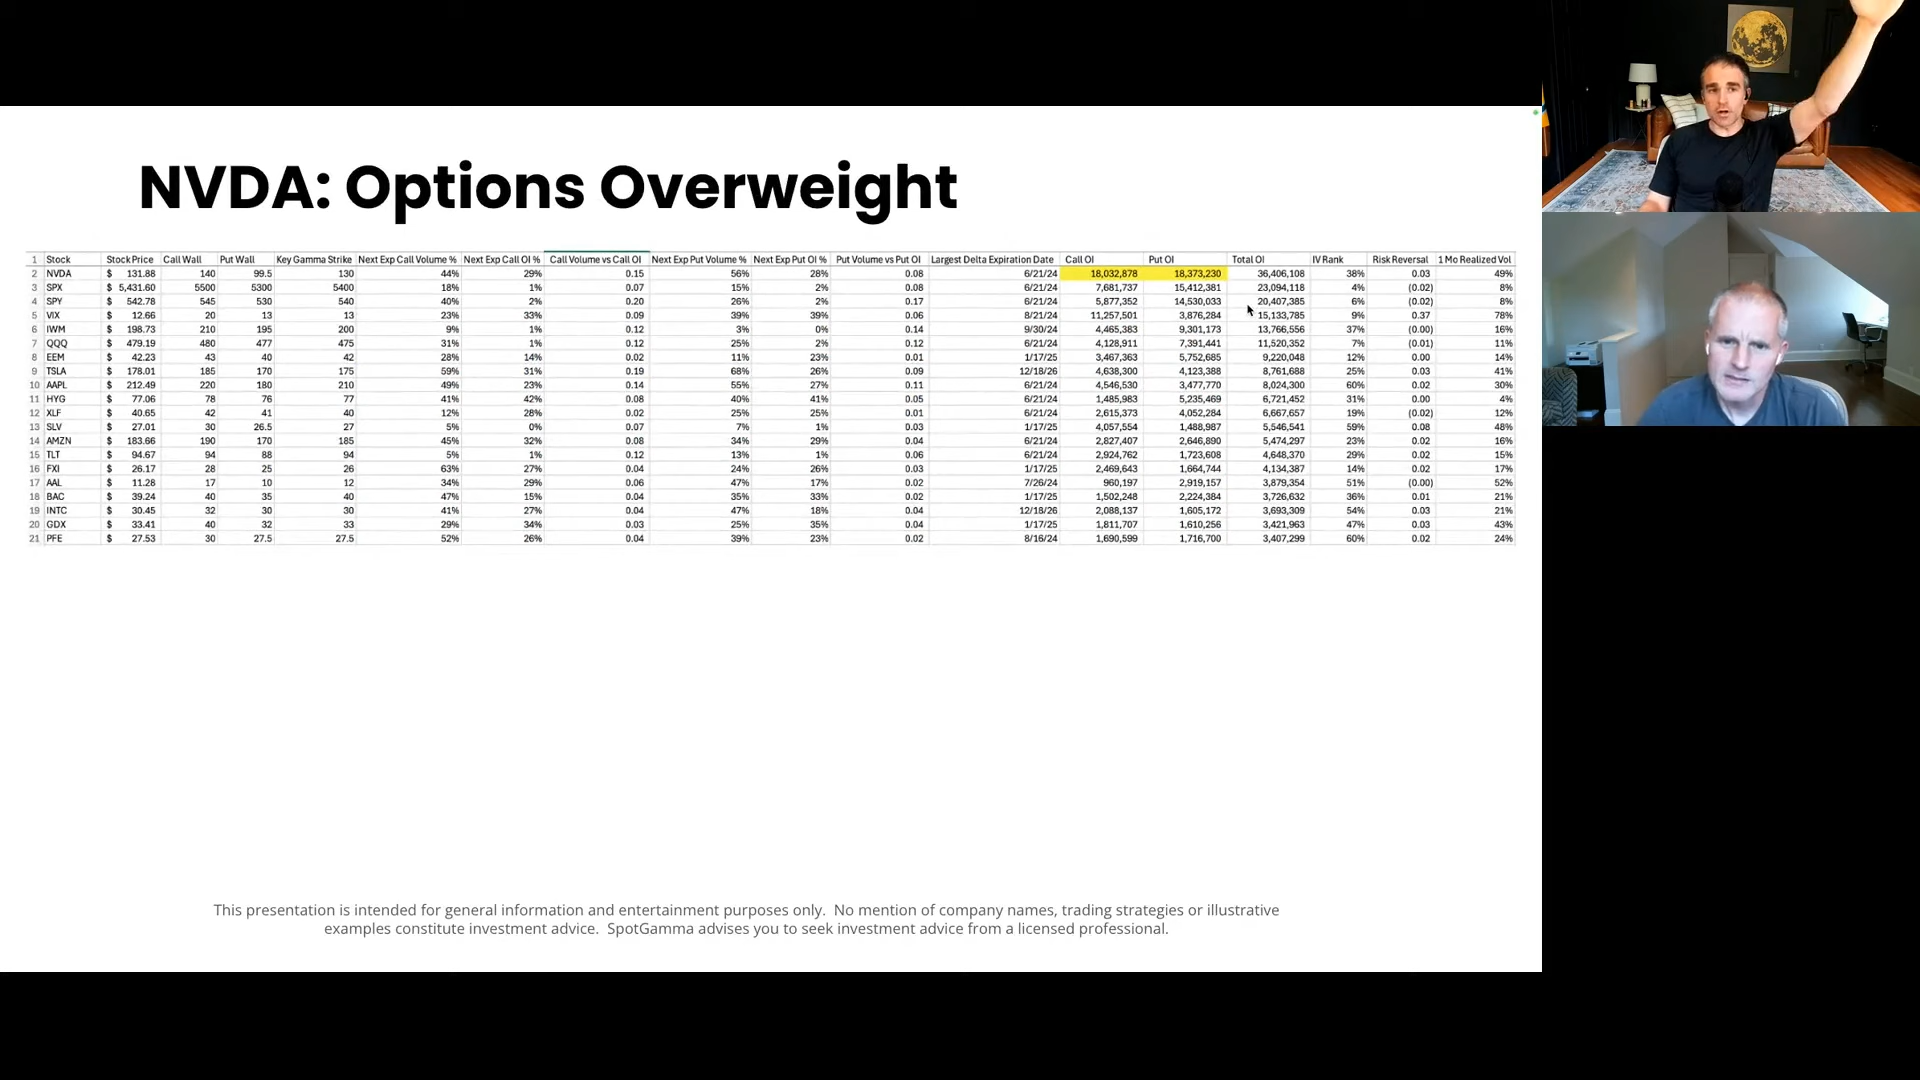 NVDA: Options Overweight
1 Stock Stock Price Call Wall Put Wall Key Gamma Strike Next Exp Call Volume % Next Exp Call OI % Call Volume vs Call OI Next Exp Put Volume % Next Exp Put OI % Put Volume vs Put OI Largest Delta Expiration Date Call OI Put OI Total OI IV Rank Risk Reversal 1 Mo Realized Vol
2 NVDA $ 131.88 140 99.5 130 44% 29% 0.15 56% 28% 0.08 6/21/24 18,032,878 18,373,230 36,406,108 38% 0.03 49%
3 SPX $ 5,431.60 5500 5300 5400 18% 1% 0.07 15% 2% 0.08 6/21/24 7,681,737 15,412,381 23,094,118 4% (0.02) 8%
4 SPY $ 542.78 545 530 540 40% 2% 0.20 26% 2% 0.17 6/21/24 5,877,352 14,530,033 20,407,385 6% (0.02) 8%
5 VIX $ 12.66 20 13 13 23% 33% 0.09 39% 39% 0.06 8/21/24 11,257,501 3,876,284 15,133,785 9% 0.37 78%
6 IWM $ 198.73 210 195 200 9% 1% 0.12 3% 0% 0.14 9/30/24 4,465,383 9,301,173 13,766,556 37% (0.00) 16%
7 QQQ $ 479.19 480 477 475 31% 1% 0.12 25% 2% 0.12 6/21/24 4,128,911 7,391,441 11,520,352 7% (0.01) 11%
8 EEM $ 42.23 43 40 42 28% 14% 0.02 11% 23% 0.01 1/17/25 3,467,363 5,752,685 9,220,048 12% 0.00 14%
9 TSLA $ 178.01 185 170 175 59% 31% 0.19 68% 26% 0.09 12/18/26 4,638,300 4,123,388 8,761,688 25% 0.03 41%
10 AAPL $ 212.49 220 180 210 49% 23% 0.14 55% 27% 0.11 6/21/24 4,546,530 3,477,770 8,024,300 60% 0.02 30%
11 HYG $ 77.06 78 76 77 41% 42% 0.08 40% 41% 0.05 6/21/24 1,485,983 5,235,469 6,721,452 31% 0.00 4%
12 XLF $ 40.65 42 41 40 12% 28% 0.02 25% 25% 0.01 6/21/24 2,615,373 4,052,284 6,667,657 19% (0.02) 12%
13 SLV $ 27.01 30 26.5 27 5% 0% 0.07 7% 1% 0.03 1/17/25 4,057,554 1,488,987 5,546,541 59% 0.08 48%
14 AMZN $ 183.66 190 170 185 45% 32% 0.08 34% 29% 0.04 6/21/24 2,827,407 2,646,890 5,474,297 23% 0.02 16%
15 TLT $ 94.67 94 88 94 5% 1% 0.12 13% 1% 0.06 6/21/24 2,924,762 1,723,608 4,648,370 29% 0.02 15%
16 FXI $ 26.17 28 25 26 63% 27% 0.04 24% 26% 0.03 1/17/25 2,469,643 1,664,744 4,134,387 14% 0.02 17%
17 AAL $ 11.28 17 10 12 34% 29% 0.06 47% 17% 0.02 7/26/24 960,197 2,919,157 3,879,354 51% (0.00) 52%
18 BAC $ 39.24 40 35 40 47% 15% 0.04 35% 33% 0.02 1/17/25 1,502,248 2,224,384 3,726,632 36% 0.01 21%
19 INTC $ 30.45 32 30 30 41% 27% 0.04 47% 18% 0.04 12/18/26 2,088,137 1,605,172 3,693,309 54% 0.03 21%
20 GDX $ 33.41 40 32 33 29% 34% 0.03 25% 35% 0.04 1/17/25 1,811,707 1,610,256 3,421,963 47% 0.03 43%
21 PFE $ 27.53 30 27.5 27.5 52% 26% 0.04 39% 23% 0.02 8/16/24 1,690,599 1,716,700 3,407,299 60% 0.02 24%
This presentation is intended for general information and entertainment purposes only. No mention of company names, trading strategies or illustrative
examples constitute investment advice. SpotGamma advises you to seek investment advice from a licensed professional.